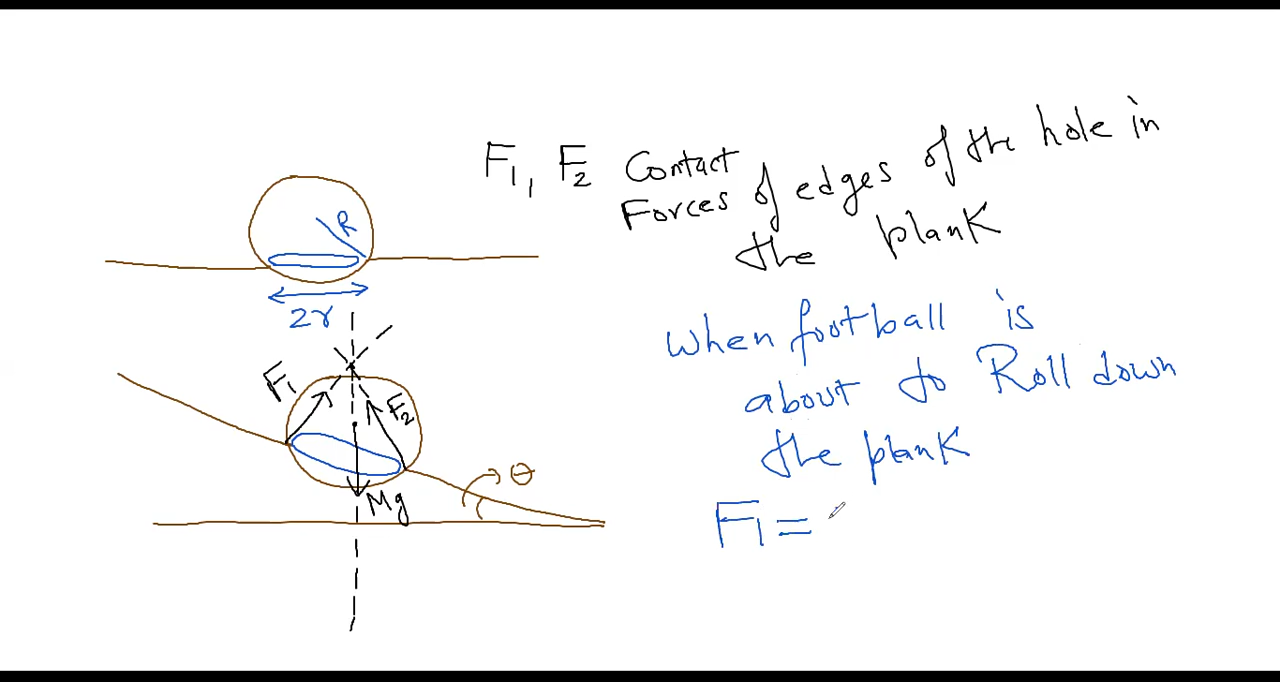 F1, F2 Contact
Forces of edges of the hole in
the plank
R
2r
When football is
about to Roll down
the plank
F1
F2
θ
Mg
F1 =